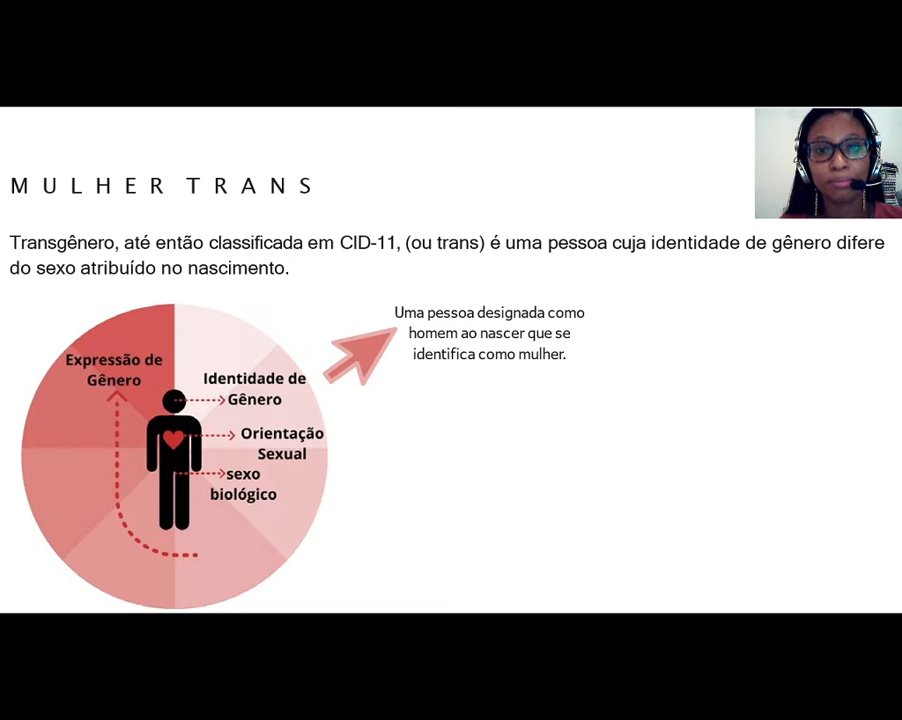 MULHER TRANS
Transgênero, até então classificada em CID-11, (ou trans) é uma pessoa cuja identidade de gênero difere
do sexo atribuído no nascimento.
Uma pessoa designada como
homem ao nascer que se
identifica como mulher.
Expressão de
Gênero
Identidade de
Gênero
Orientação
Sexual
sexo
biológico